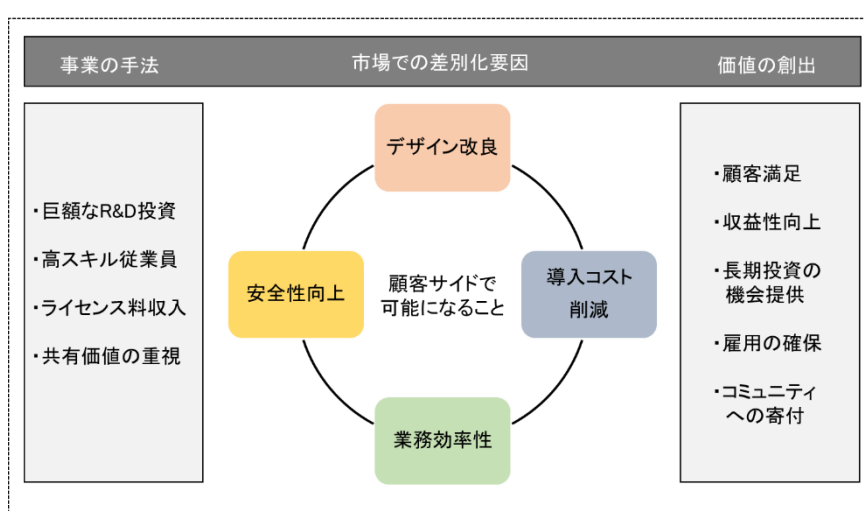 事業の手法
市場での差別化要因
価値の創出
・巨額なR&D投資
・高スキル従業員
・ライセンス料収入
・共有価値の重視
デザイン改良
安全性向上
顧客サイドで
可能になること
導入コスト
削減
業務効率性
・顧客満足
・収益性向上
・長期投資の
機会提供
・雇用の確保
・コミュニティ
への寄付